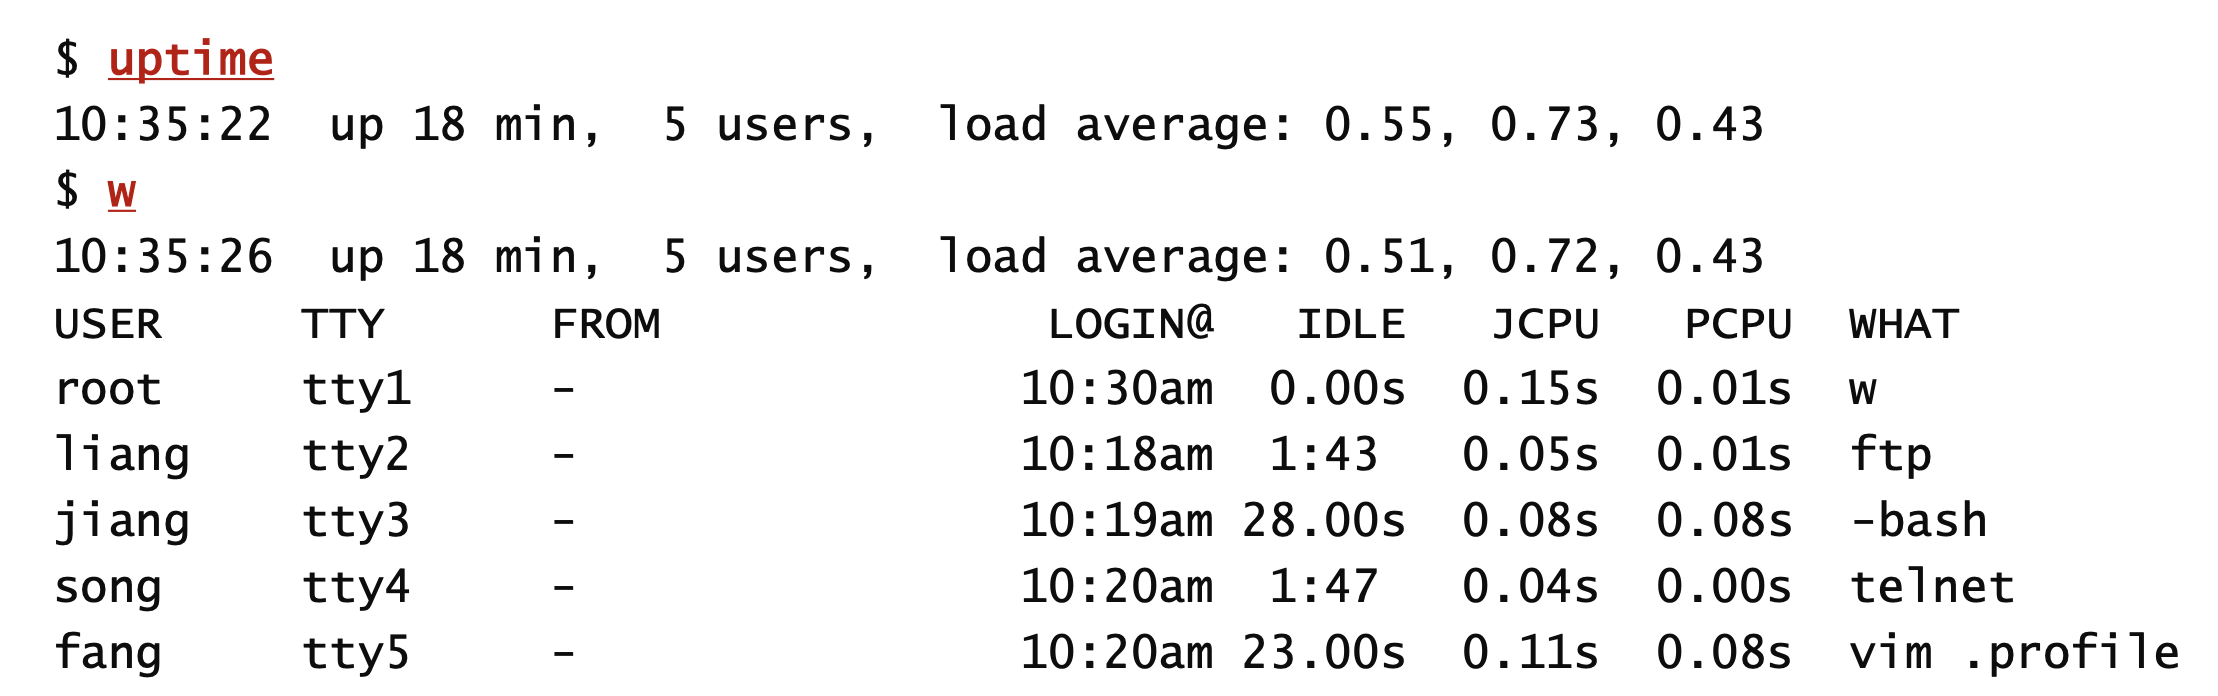 $ uptime
10:35:22  up 18 min,  5 users,  load average: 0.55, 0.73, 0.43
$ w
10:35:26  up 18 min,  5 users,  load average: 0.51, 0.72, 0.43
USER     TTY      FROM              LOGIN@   IDLE   JCPU   PCPU  WHAT
root     tty1     -                10:30am  0.00s  0.15s  0.01s  w
liang    tty2     -                10:18am  1:43   0.05s  0.01s  ftp
jiang    tty3     -                10:19am 28.00s  0.08s  0.08s  -bash
song     tty4     -                10:20am  1:47   0.04s  0.00s  telnet
fang     tty5     -                10:20am 23.00s  0.11s  0.08s  vim .profile